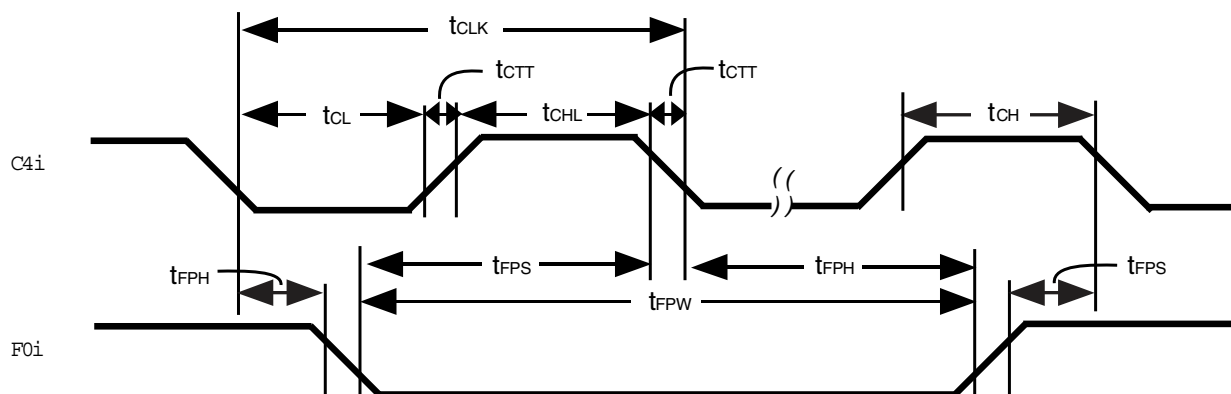 tCLK
tCTT
tCTT
tCL
tCHL
tCH
C4i
tFPH
tFPS
tFPH
tFPS
tFPW
F0i